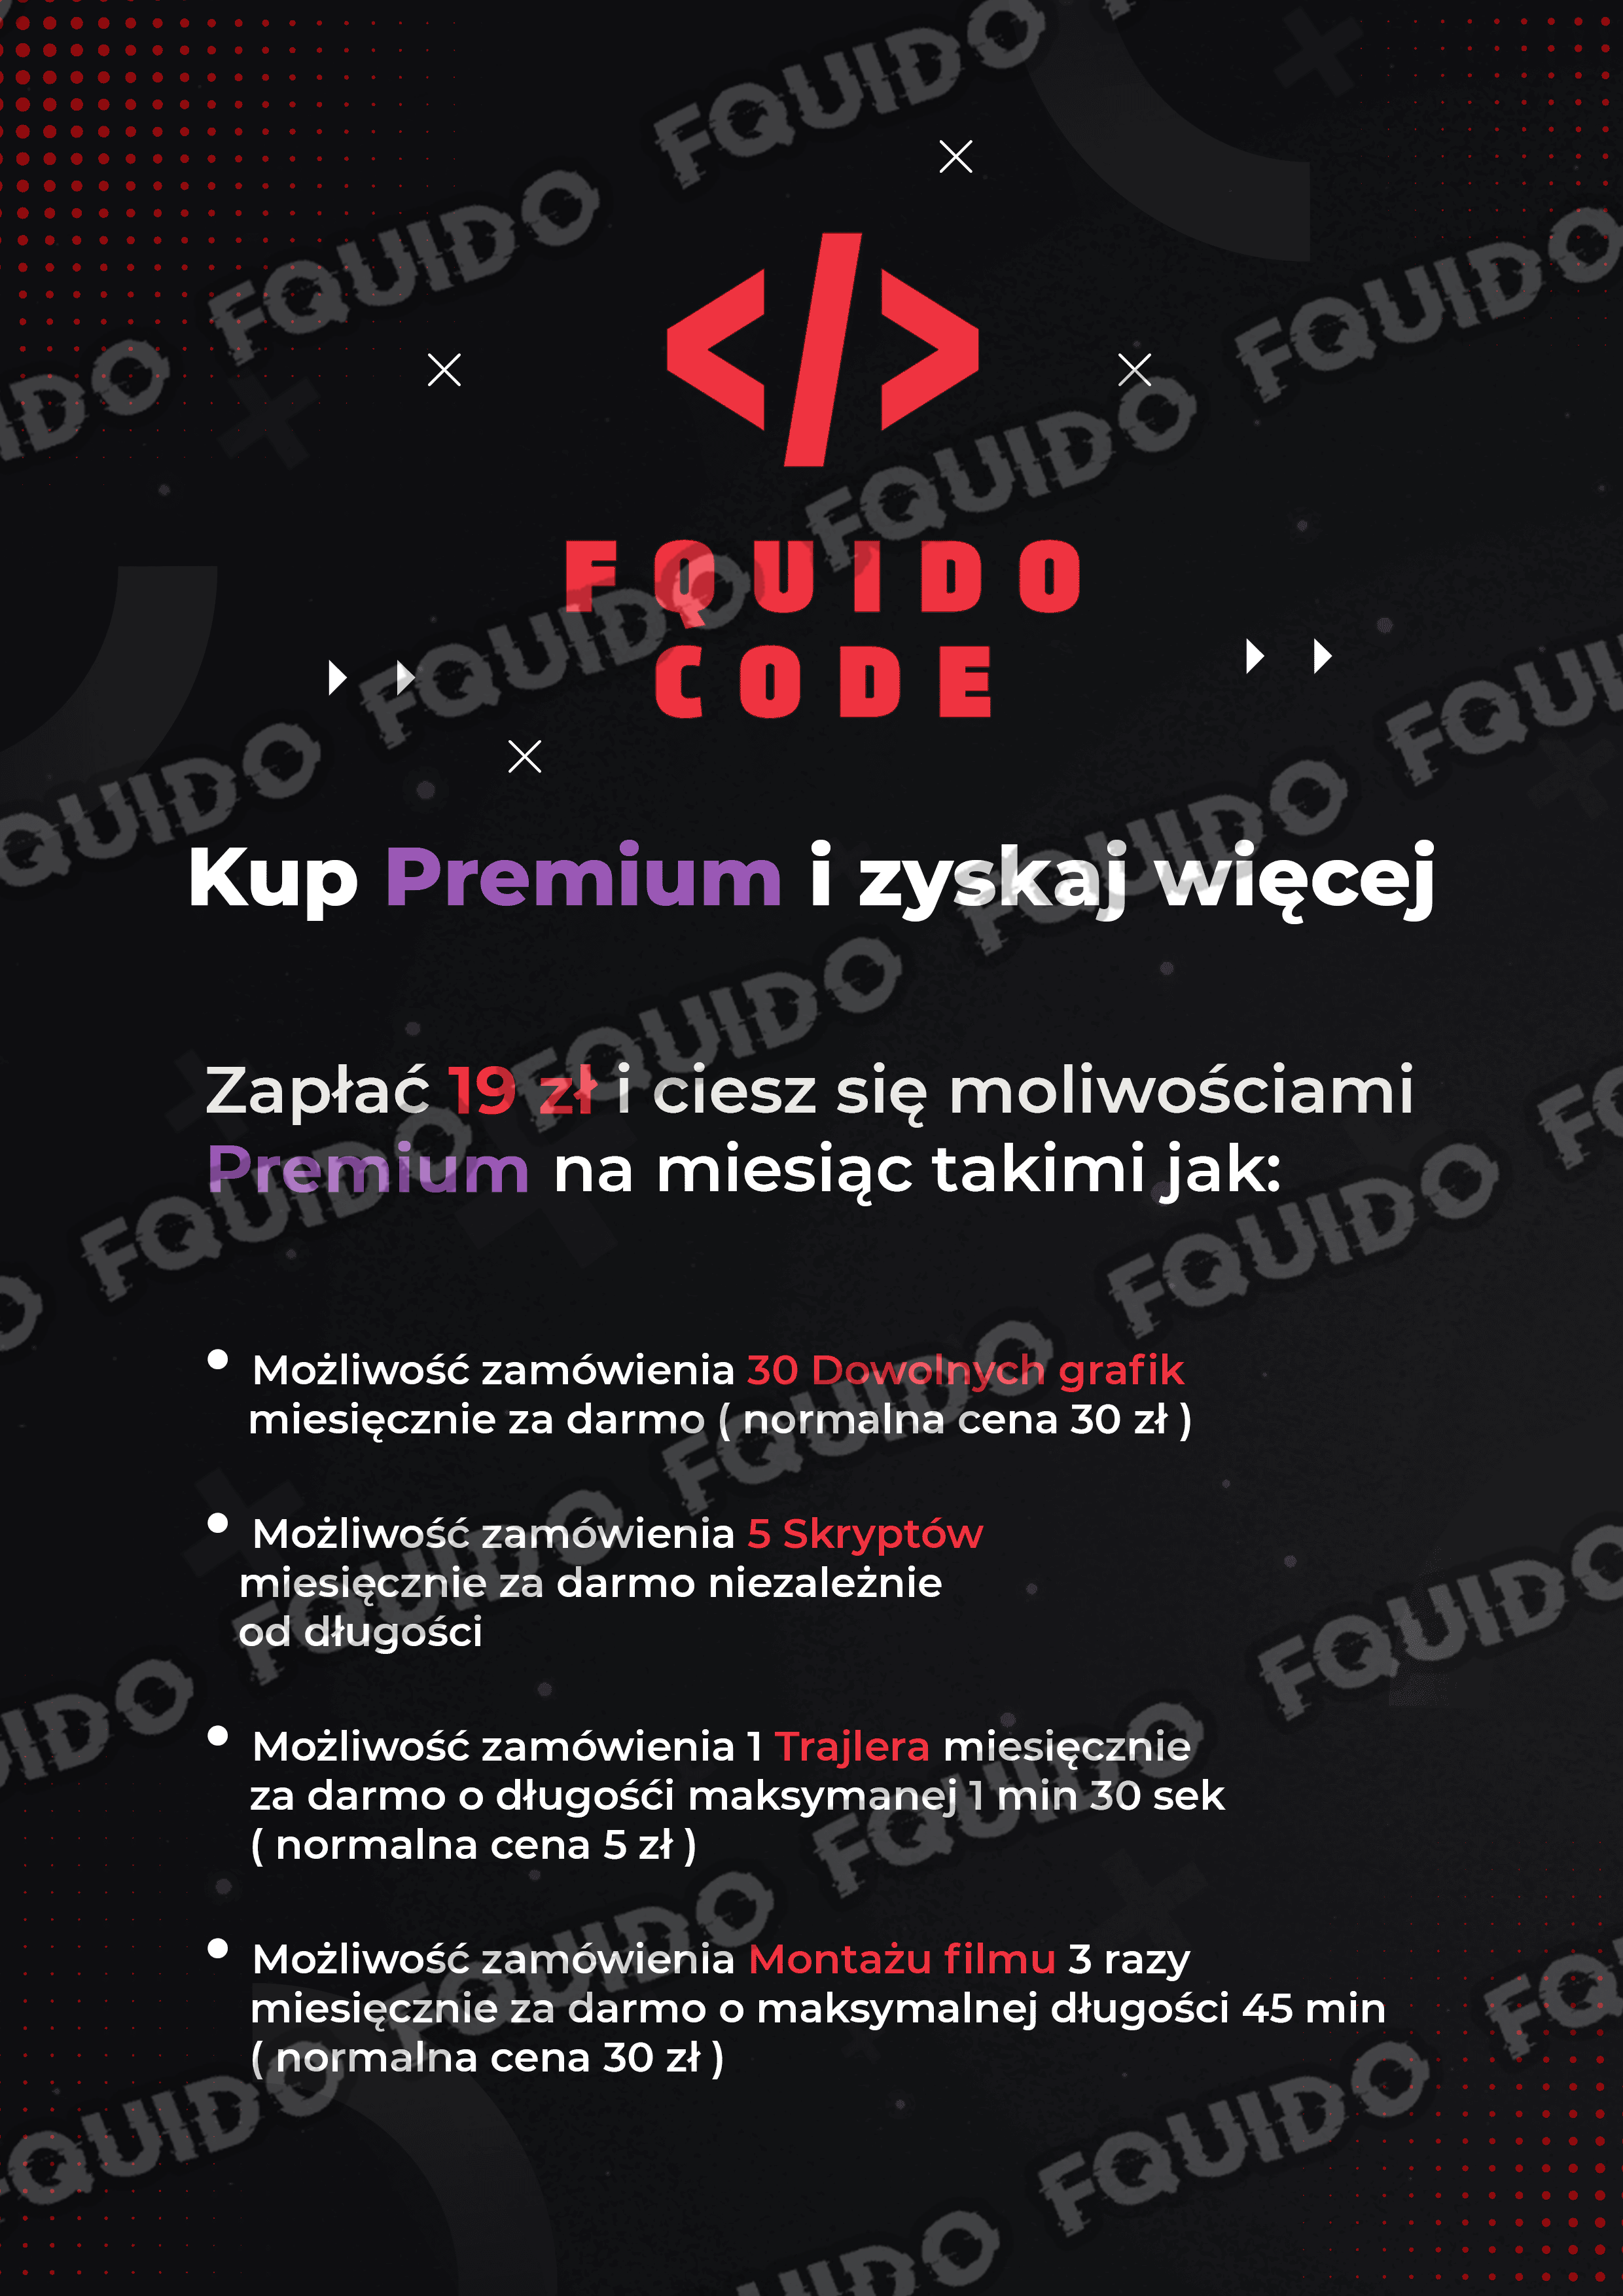 </>
FQUIDO
CODE
Kup Premium i zyskaj więcej
Zapłać 19 zł i ciesz się moliwościami
Premium na miesiąc takimi jak:
• Możliwość zamówienia 30 Dowolnych grafik
miesięcznie za darmo ( normalna cena 30 zł )
• Możliwość zamówienia 5 Skryptów
miesięcznie za darmo niezależnie
od długości
• Możliwość zamówienia 1 Trajlera miesięcznie
za darmo o długośći maksymanej 1 min 30 sek
( normalna cena 5 zł )
• Możliwość zamówienia Montażu filmu 3 razy
miesięcznie za darmo o maksymalnej długości 45 min
( normalna cena 30 zł )
FQUIDO